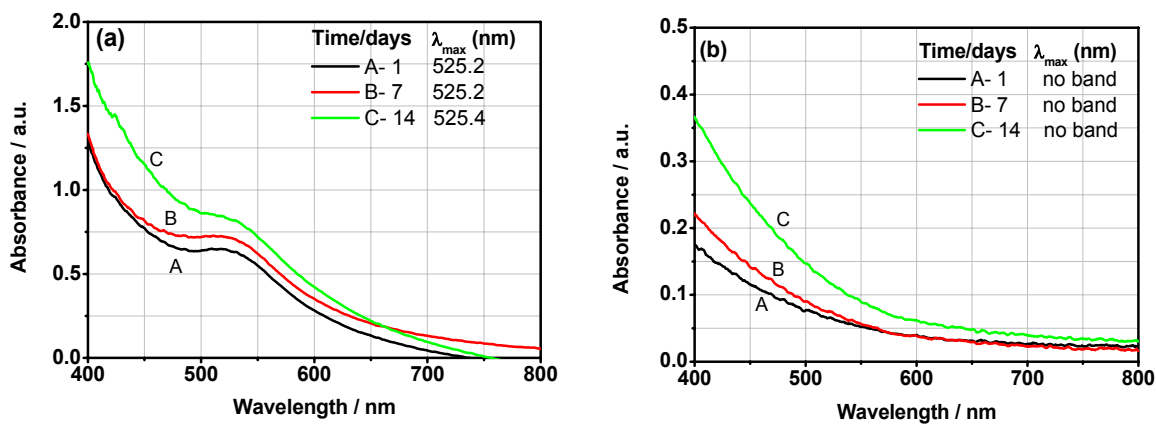 (a)
Time/days λmax (nm)
A- 1 525.2
B- 7 525.2
C- 14 525.4
C
B
A
2.0
1.5
1.0
0.5
0.0
400 500 600 700 800
Absorbance / a.u.
Wavelength / nm
(b)
Time/days λmax (nm)
A- 1 no band
B- 7 no band
C- 14 no band
C
B
A
0.5
0.4
0.3
0.2
0.1
0.0
400 500 600 700 800
Absorbance / a.u.
Wavelength / nm